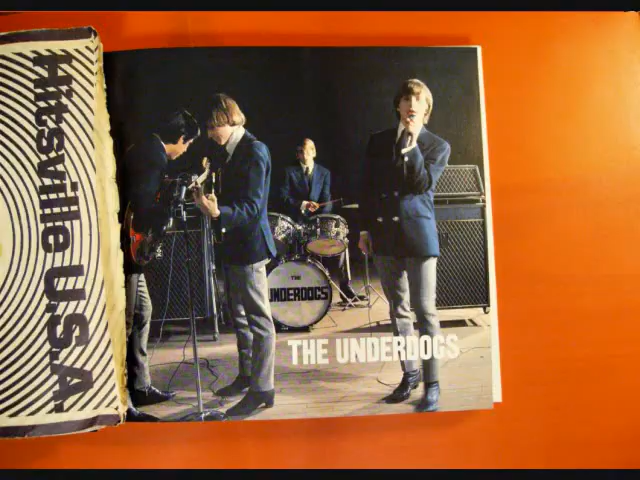 Hitsville U.S.A.
THE
UNDERDOGS
THE UNDERDOGS